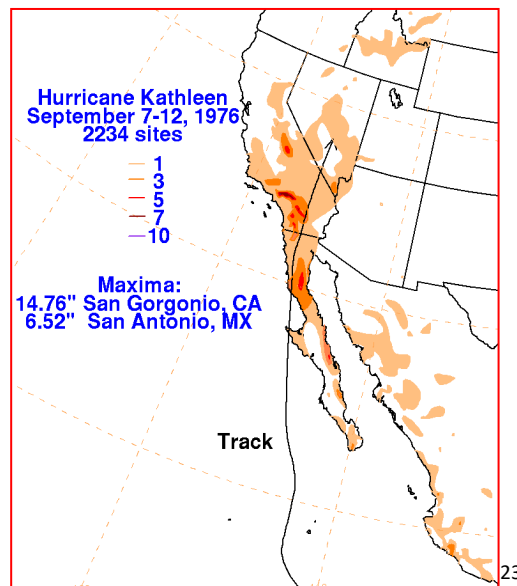 Hurricane Kathleen
September 7-12, 1976
2234 sites
1
3
5
7
10
Maxima:
14.76" San Gorgonio, CA
6.52" San Antonio, MX
Track
23